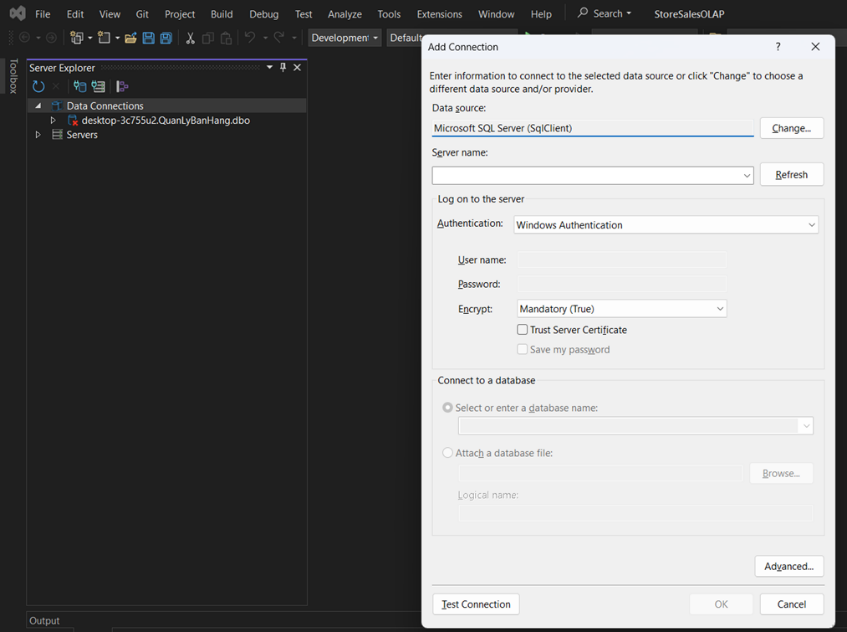 File Edit View Git Project Build Debug Test Analyze Tools Extensions Window Help Search StoreSalesOLAP
Developmen Default
Toolbox
Server Explorer
Data Connections
desktop-3c755u2.QuanLyBanHang.dbo
Servers
Output
Add Connection
Enter information to connect to the selected data source or click "Change" to choose a
different data source and/or provider.
Data source:
Microsoft SQL Server (SqlClient)
Change...
Server name:
Refresh
Log on to the server
Authentication: Windows Authentication
User name:
Password:
Encrypt: Mandatory (True)
Trust Server Certificate
Save my password
Connect to a database
Select or enter a database name:
Attach a database file:
Browse...
Logical name:
Advanced...
Test Connection OK Cancel